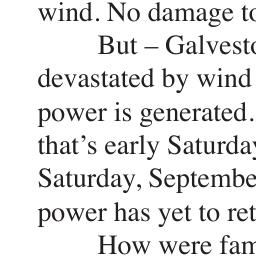 wind. No damage to
But – Galvesto
devastated by wind
power is generated.
that's early Saturday
Saturday, Septembe
power has yet to ret
How were fam